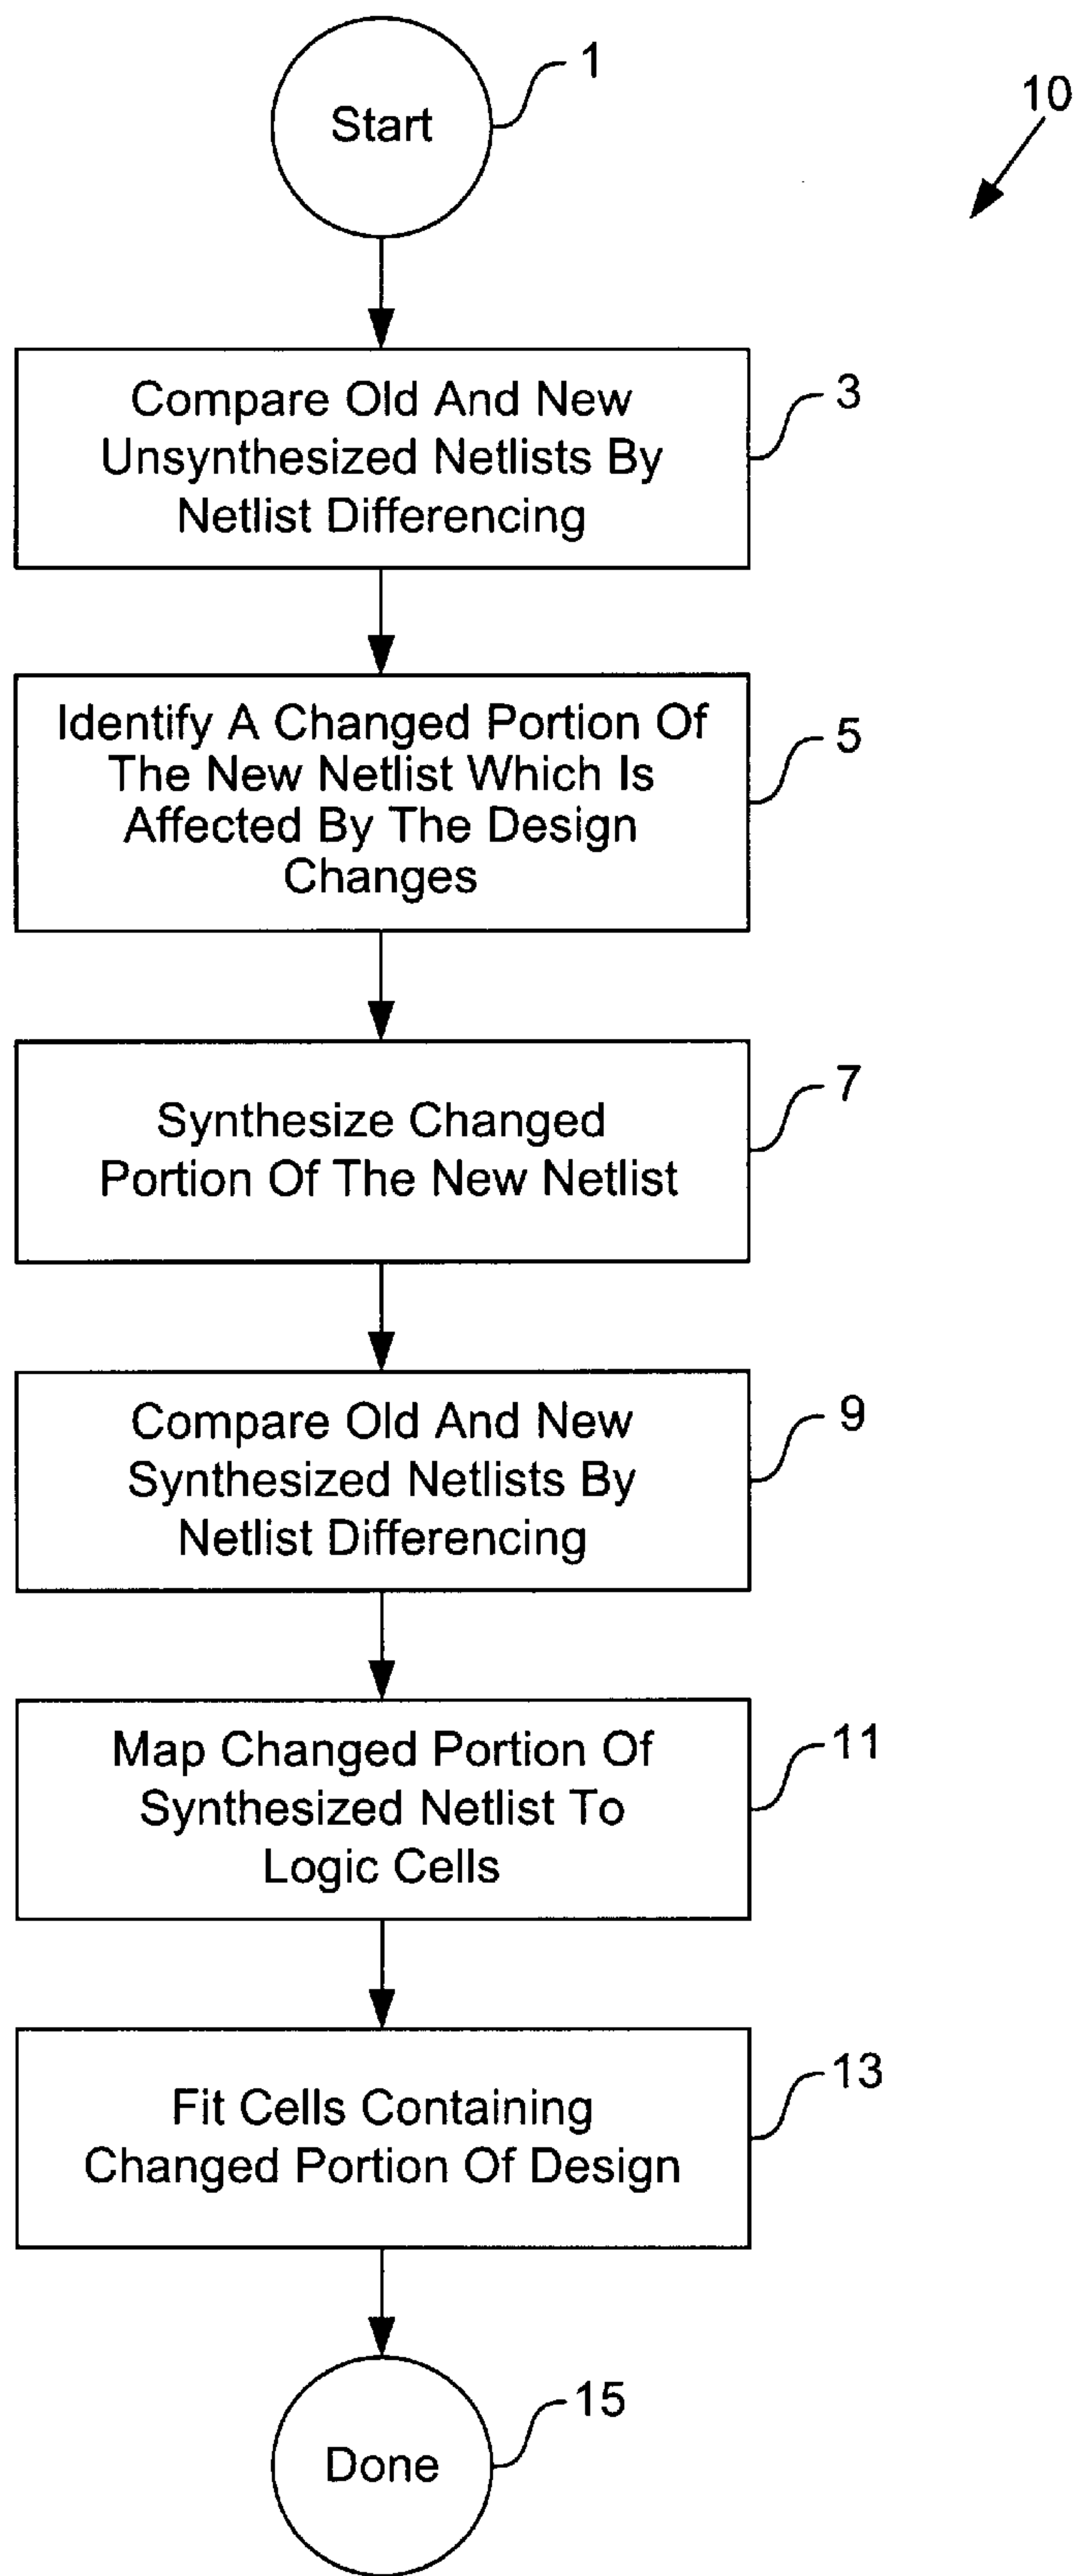 1
Start
10
3
Compare Old And New
Unsynthesized Netlists By
Netlist Differencing
5
Identify A Changed Portion Of
The New Netlist Which Is
Affected By The Design
Changes
7
Synthesize Changed
Portion Of The New Netlist
9
Compare Old And New
Synthesized Netlists By
Netlist Differencing
11
Map Changed Portion Of
Synthesized Netlist To
Logic Cells
13
Fit Cells Containing
Changed Portion Of Design
15
Done